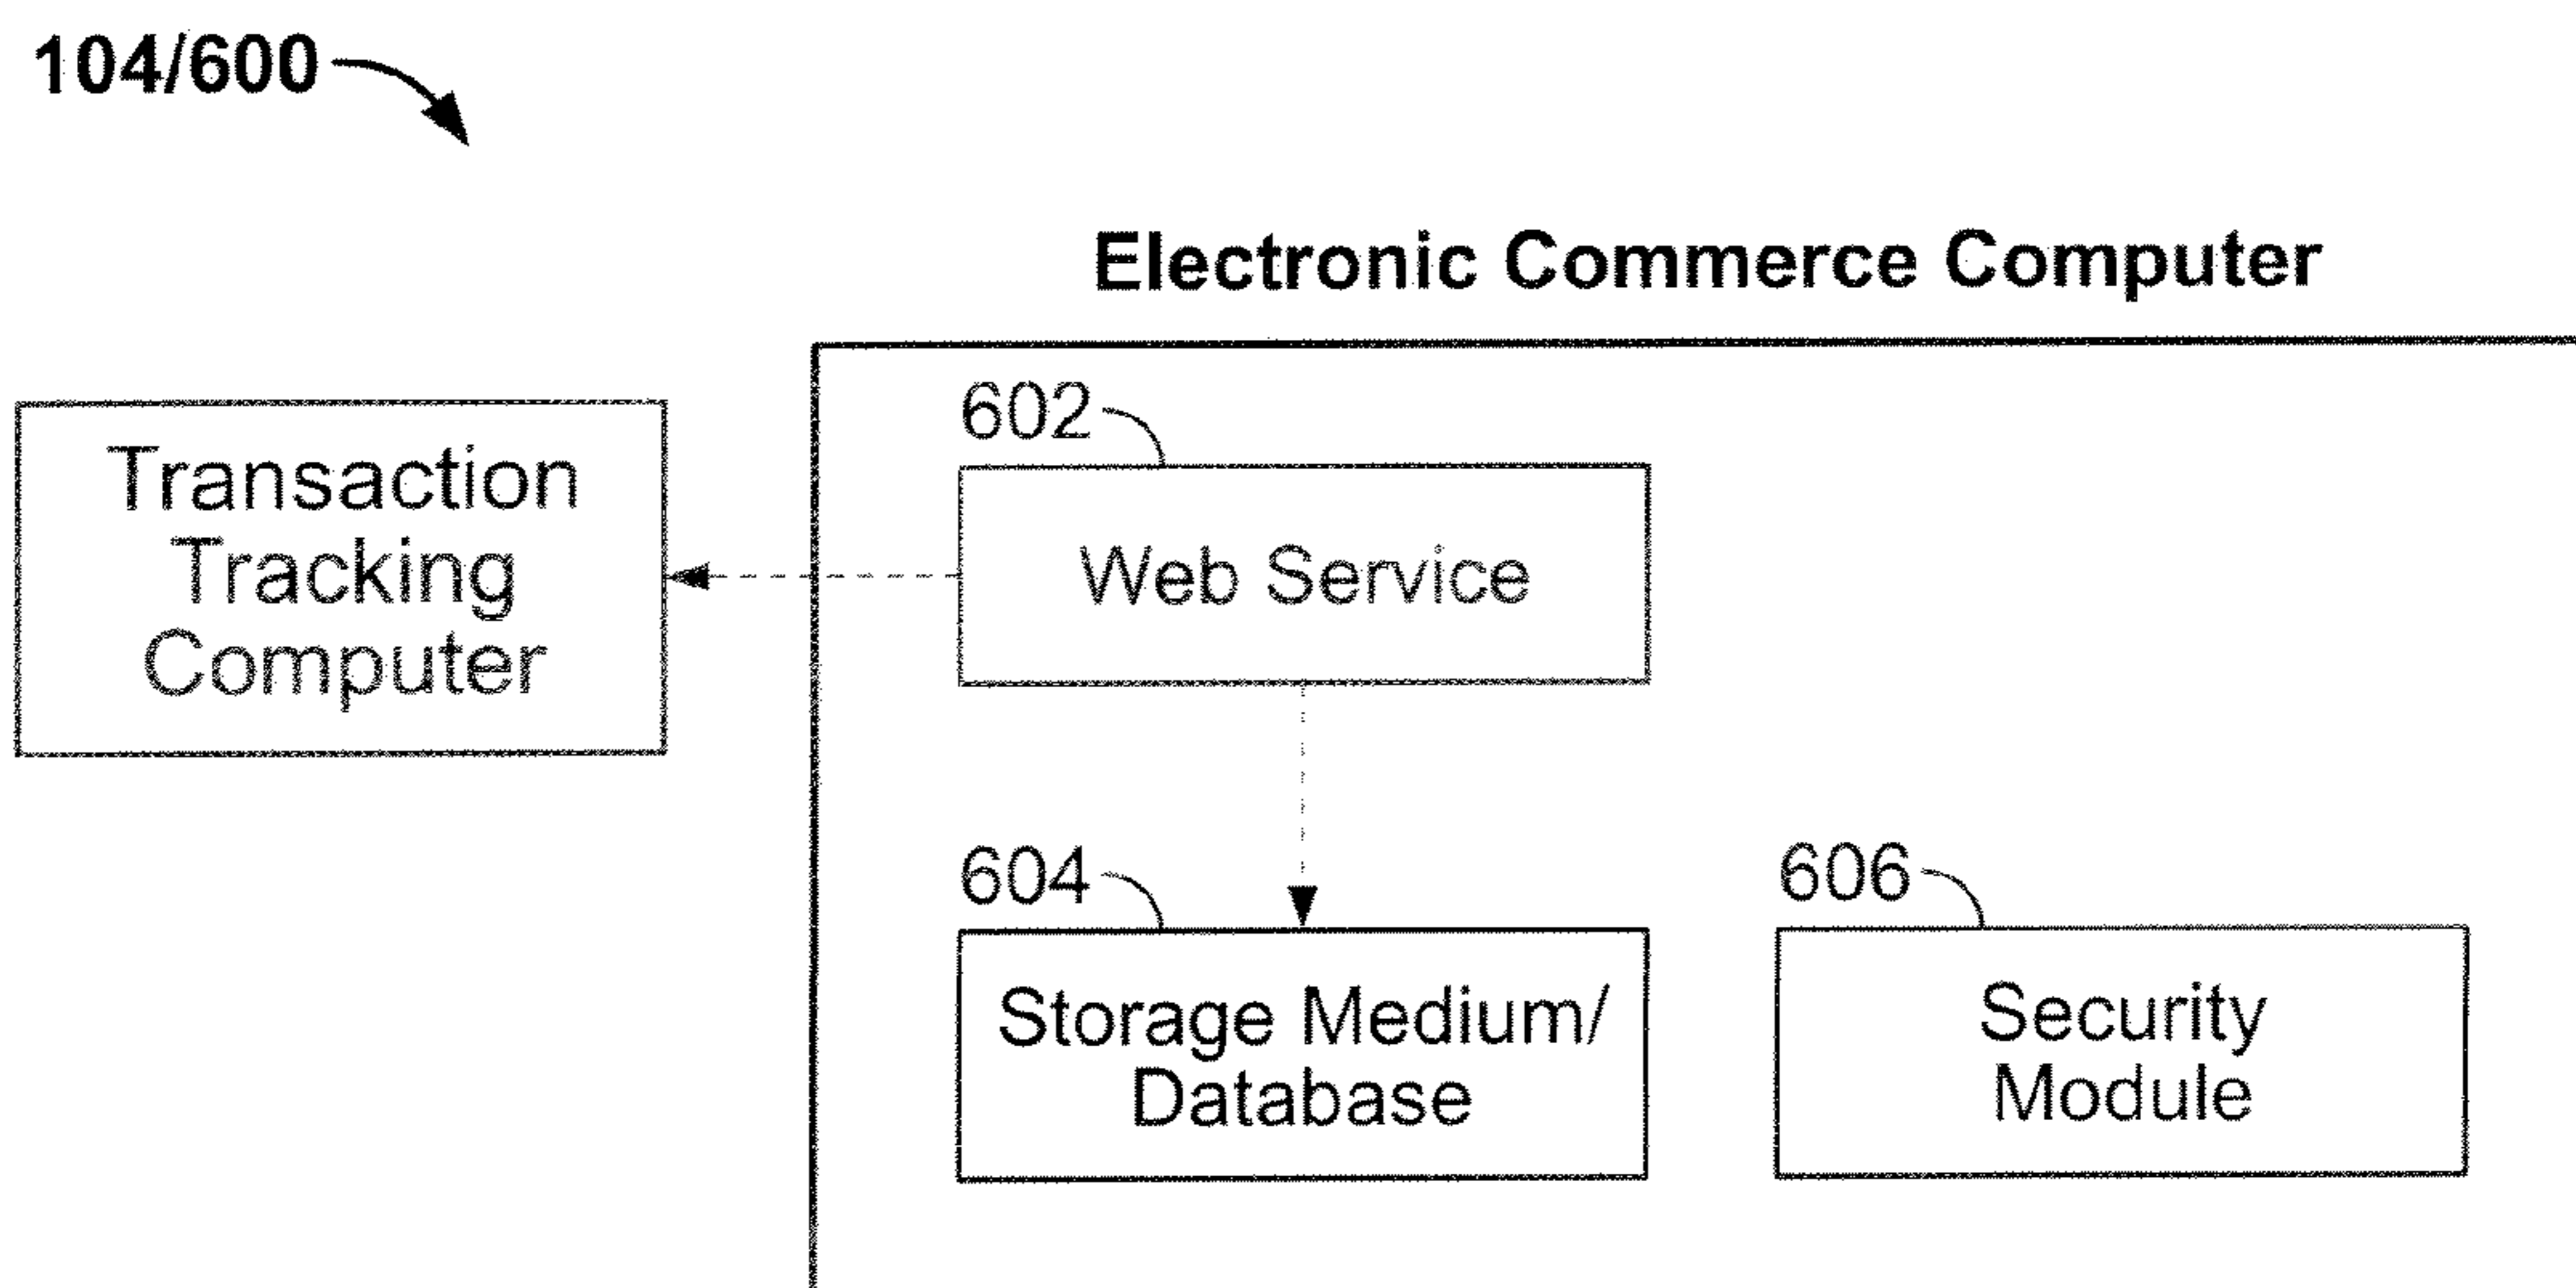 104/600
Electronic Commerce Computer
Transaction
Tracking
Computer
602
Web Service
604
Storage Medium/
Database
606
Security
Module